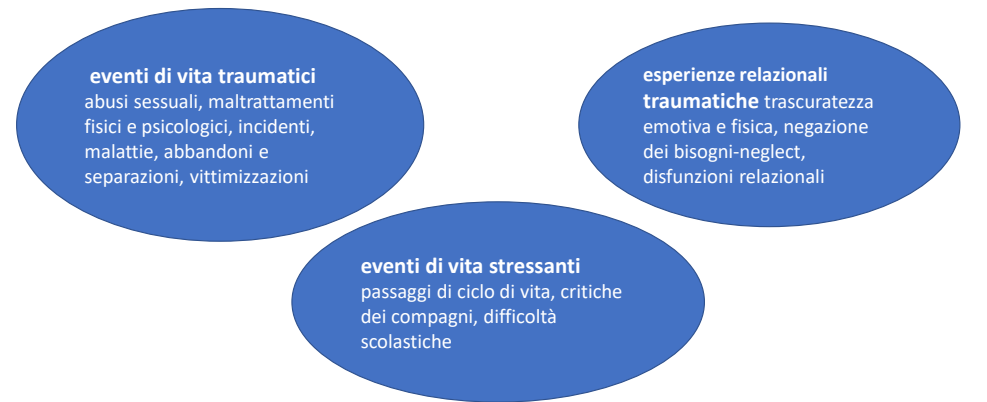 eventi di vita traumatici
abusi sessuali, maltrattamenti
fisici e psicologici, incidenti,
malattie, abbandoni e
separazioni, vittimizzazioni
esperienze relazionali
traumatiche trascuratezza
emotiva e fisica, negazione
dei bisogni-neglect,
disfunzioni relazionali
eventi di vita stressanti
passaggi di ciclo di vita, critiche
dei compagni, difficoltà
scolastiche